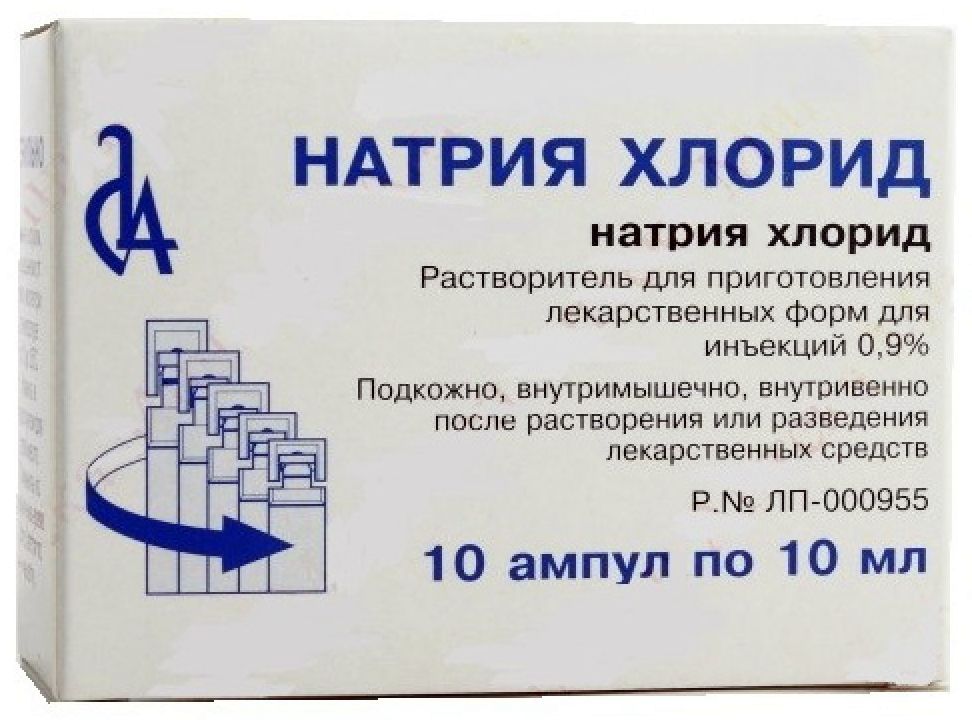 НАТРИЯ ХЛОРИД
натрия хлорид
Растворитель для приготовления
лекарственных форм для
инъекций 0,9%
Подкожно, внутримышечно, внутривенно
после растворения или разведения
лекарственных средств
Р.№ ЛП-000955
10 ампул по 10 мл